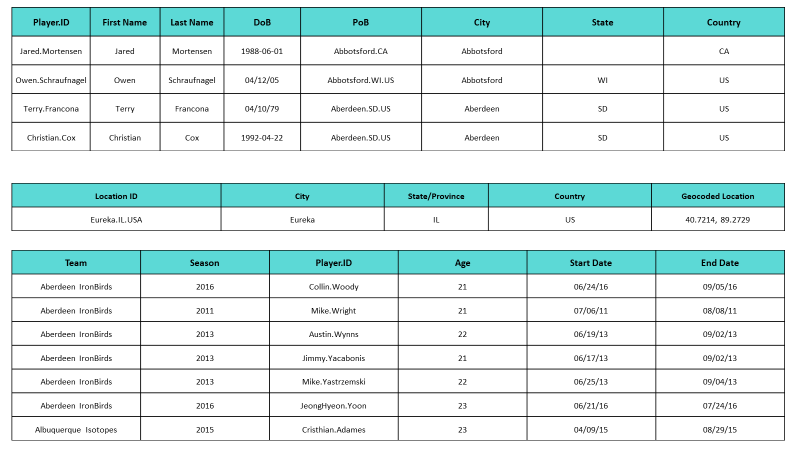 Player.ID First Name Last Name DoB PoB City State Country
Jared.Mortensen Jared Mortensen 1988-06-01 Abbotsford.CA Abbotsford CA
Owen.Schraufnagel Owen Schraufnagel 04/12/05 Abbotsford.WI.US Abbotsford WI US
Terry.Francona Terry Francona 04/10/79 Aberdeen.SD.US Aberdeen SD US
Christian.Cox Christian Cox 1992-04-22 Aberdeen.SD.US Aberdeen SD US
Location ID City State/Province Country Geocoded Location
Eureka.IL.USA Eureka IL US 40.7214, 89.2729
Team Season Player.ID Age Start Date End Date
Aberdeen IronBirds 2016 Collin.Woody 21 06/24/16 09/05/16
Aberdeen IronBirds 2011 Mike.Wright 21 07/06/11 08/08/11
Aberdeen IronBirds 2013 Austin.Wynns 22 06/19/13 09/02/13
Aberdeen IronBirds 2013 Jimmy.Yacabonis 21 06/17/13 09/02/13
Aberdeen IronBirds 2013 Mike.Yastrzemski 22 06/25/13 09/04/13
Aberdeen IronBirds 2016 JeongHyeon.Yoon 23 06/21/16 07/24/16
Albuquerque Isotopes 2015 Cristhian.Adames 23 04/09/15 08/29/15